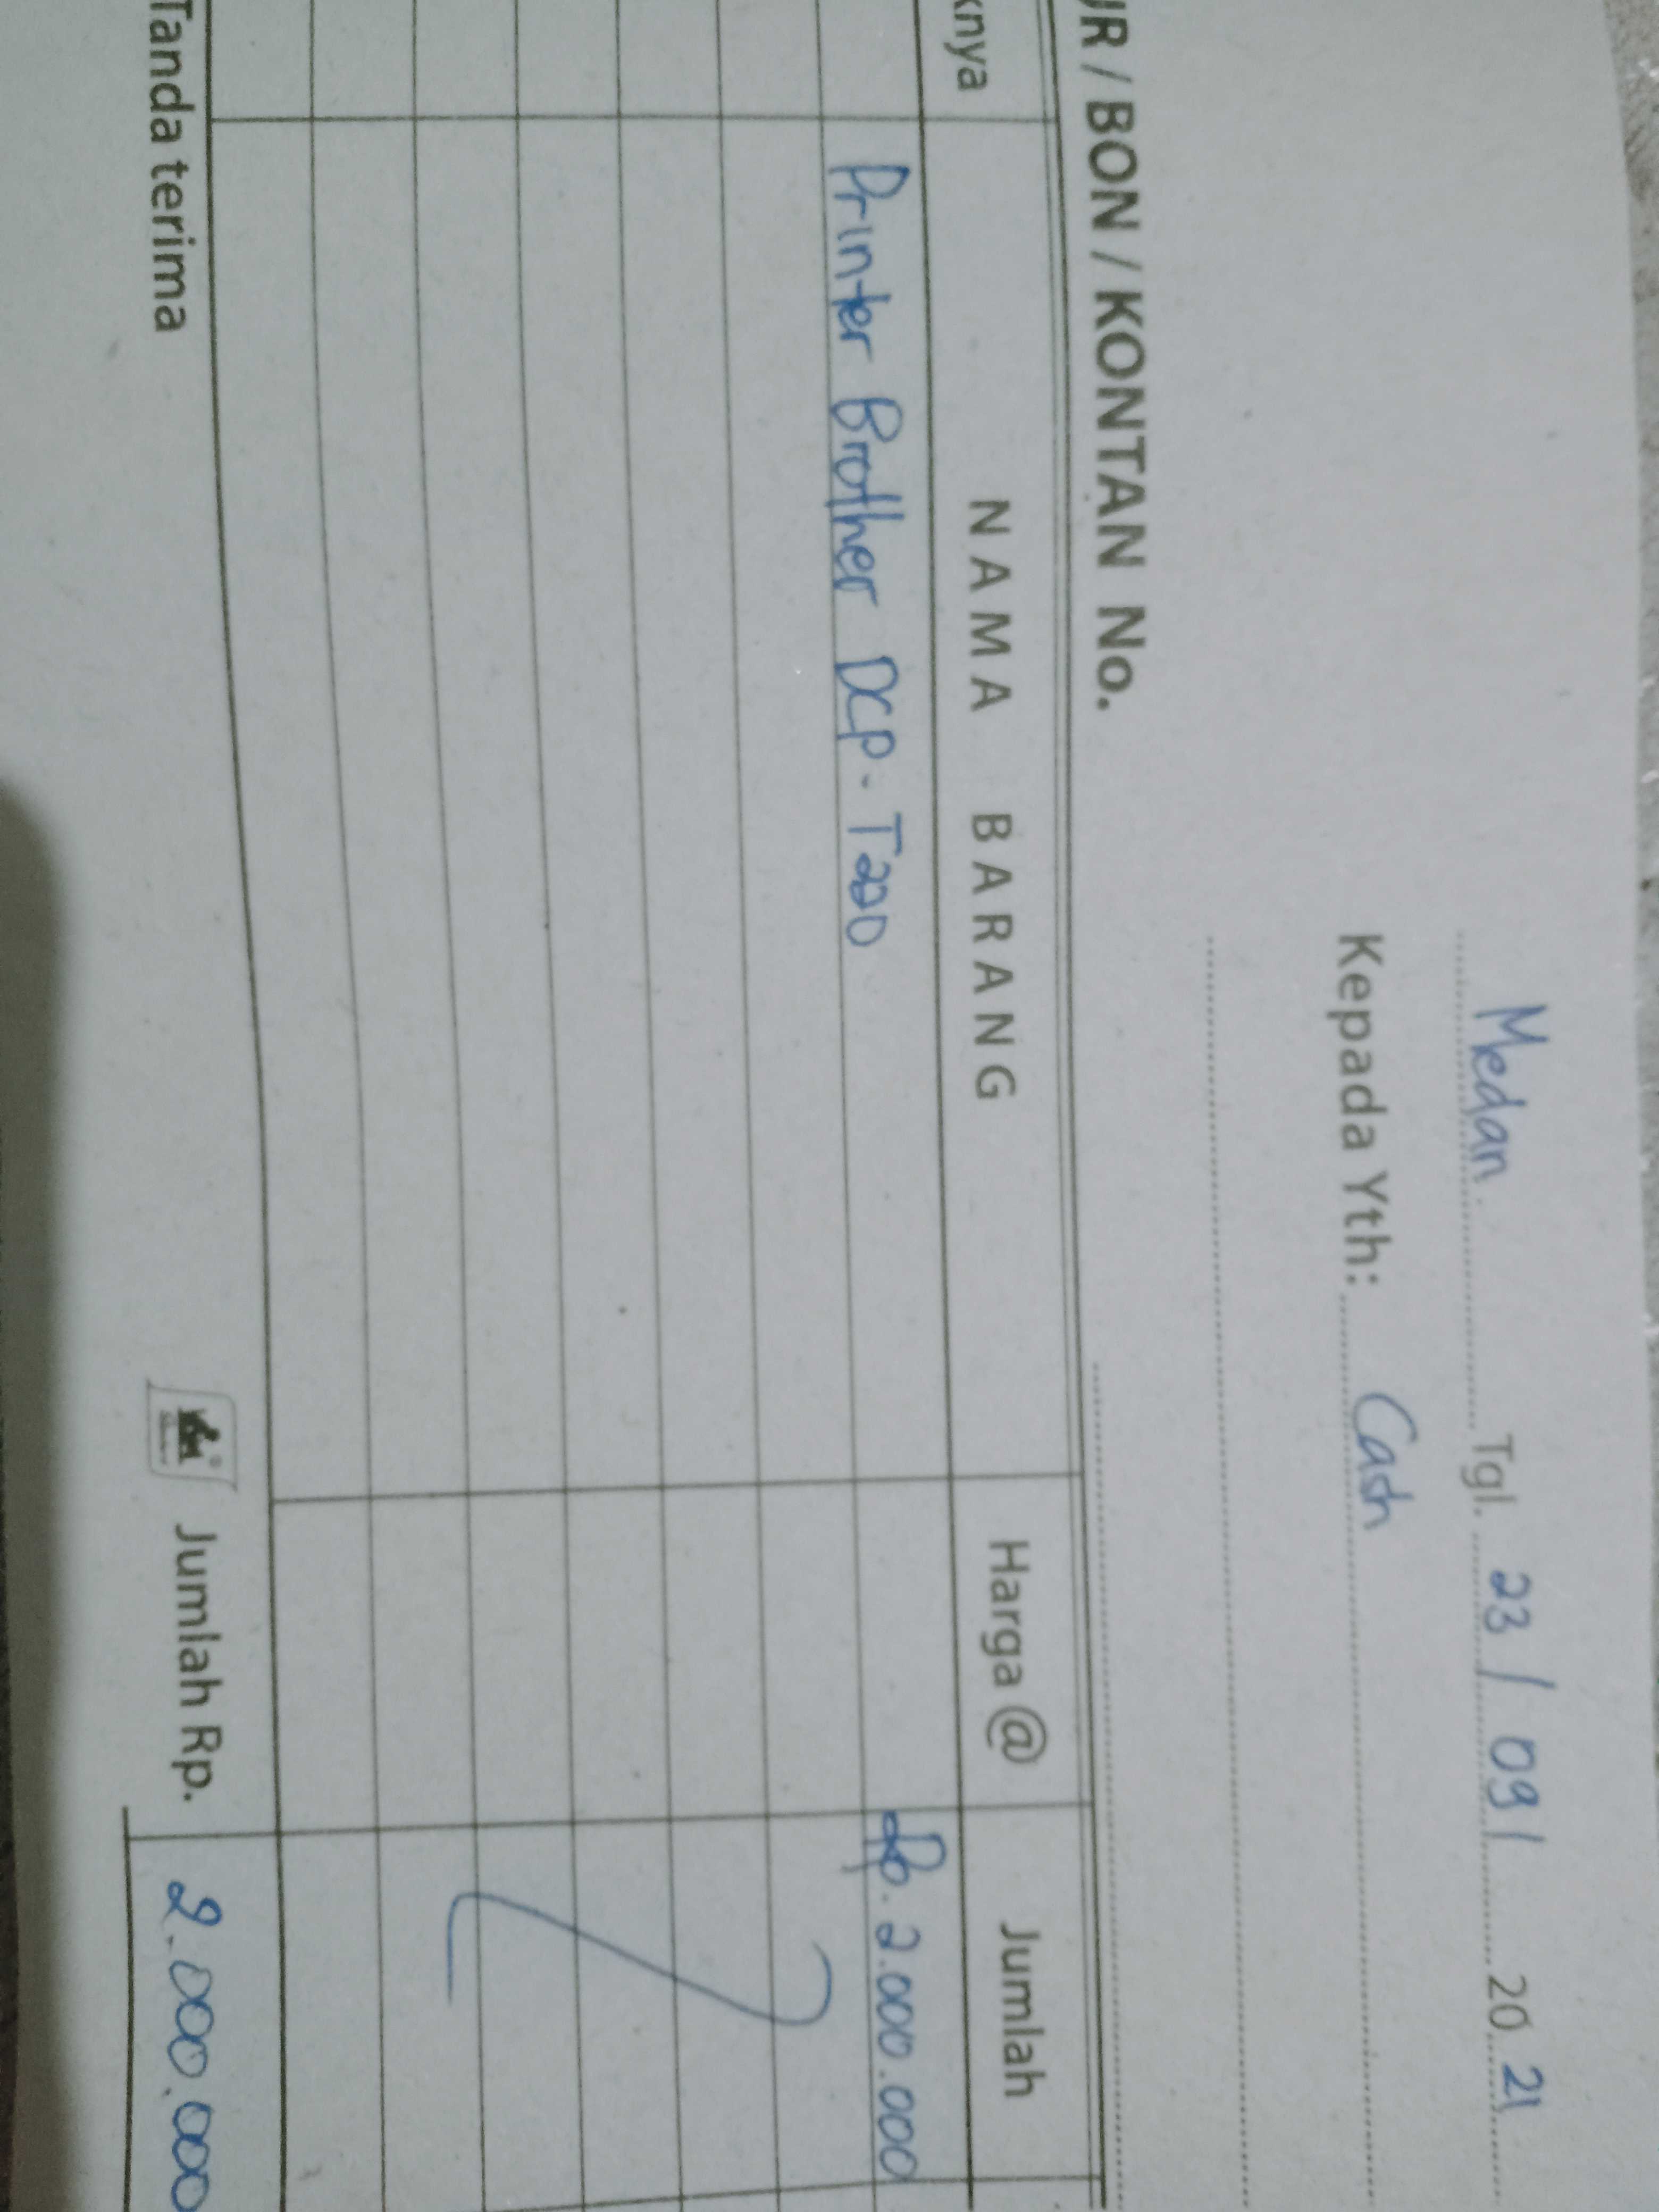 Medan Tgl. 23 / 09 / 20 21
Kepada Yth: Cash
UR / BON / KONTAN No.
knya NAMA BARANG Harga @ Jumlah
Printer Brother DCP-T220 Rp. 2.000.000
Tanda terima Jumlah Rp. 2.000.000